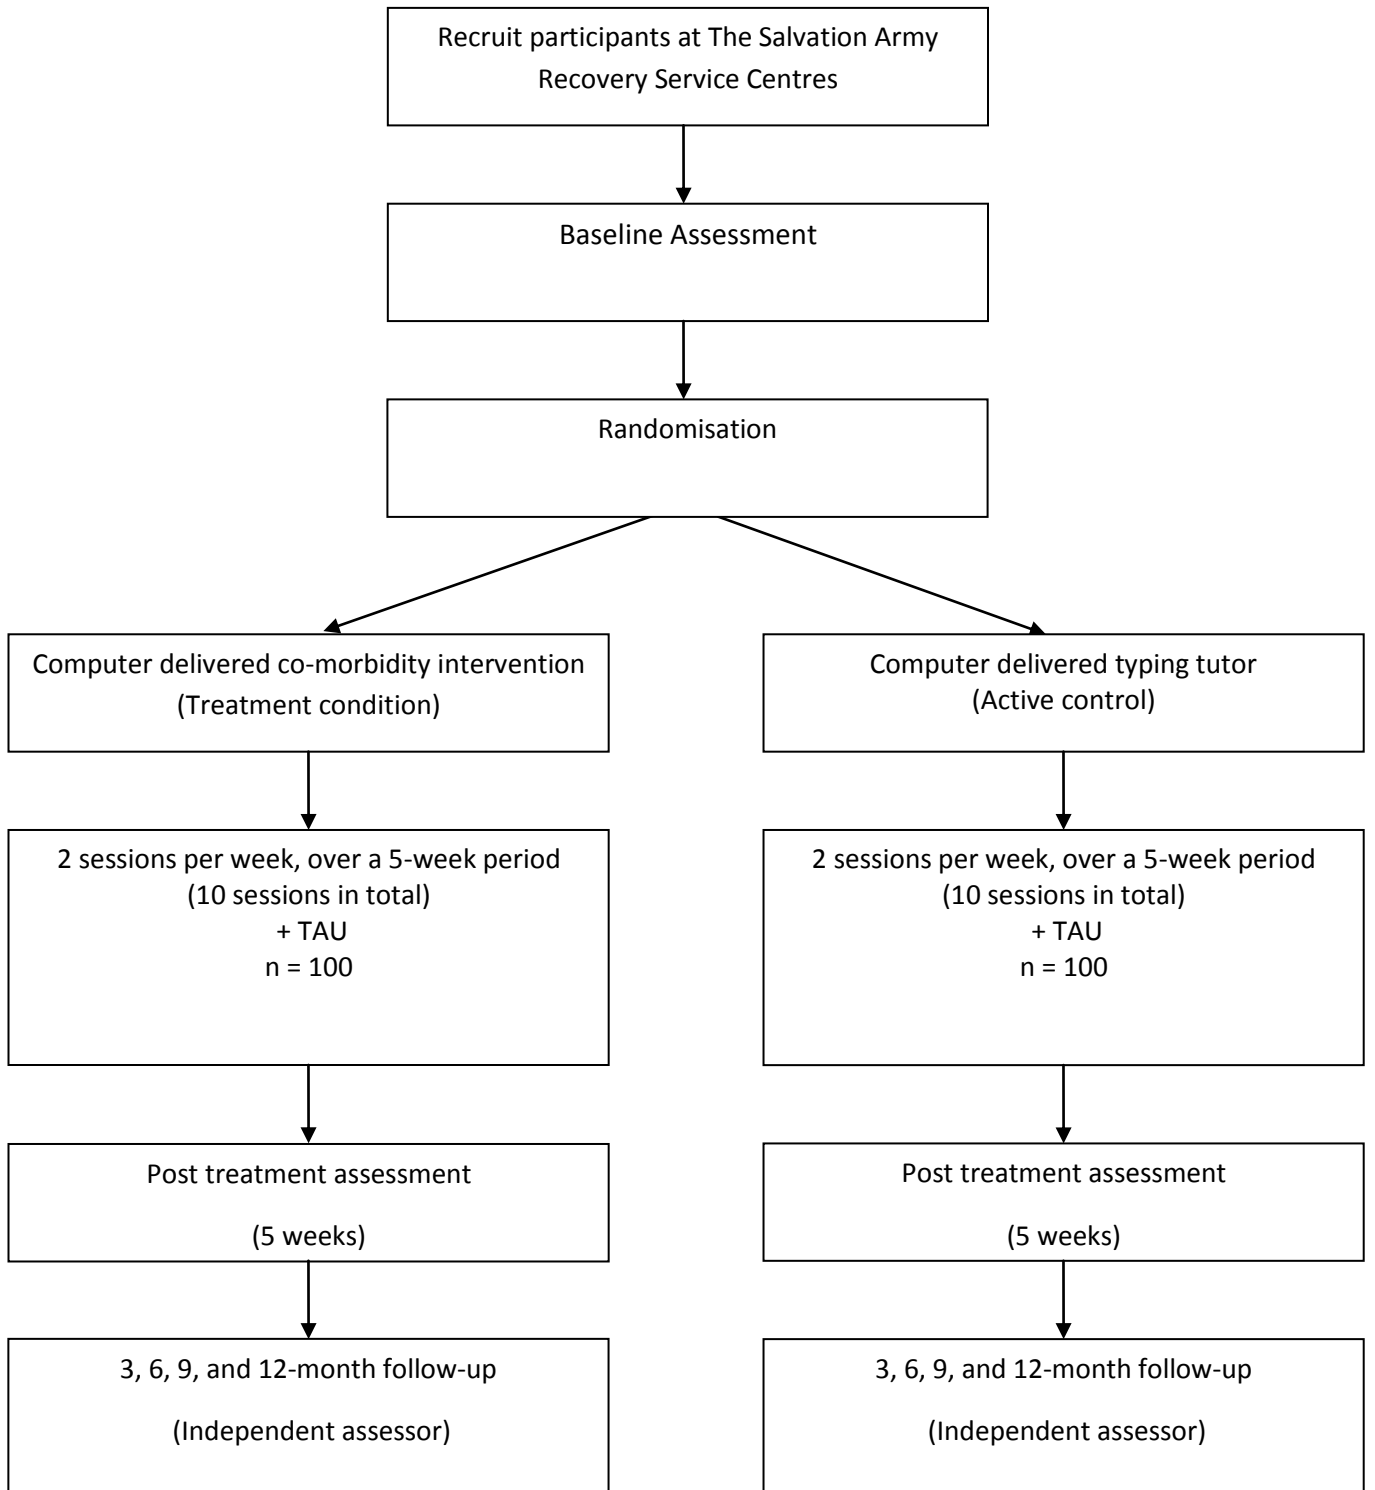 Recruit participants at The Salvation Army
Recovery Service Centres
Baseline Assessment
Randomisation
Computer delivered co-morbidity intervention
(Treatment condition)
Computer delivered typing tutor
(Active control)
2 sessions per week, over a 5-week period
(10 sessions in total)
+ TAU
n = 100
2 sessions per week, over a 5-week period
(10 sessions in total)
+ TAU
n = 100
Post treatment assessment
(5 weeks)
Post treatment assessment
(5 weeks)
3, 6, 9, and 12-month follow-up
(Independent assessor)
3, 6, 9, and 12-month follow-up
(Independent assessor)